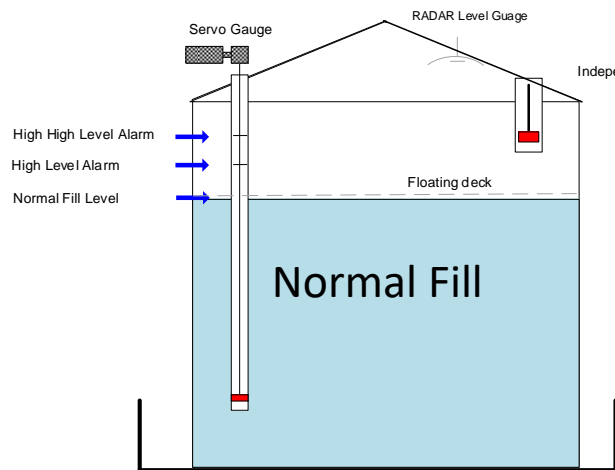 RADAR Level Guage
Servo Gauge
Indepe
High High Level Alarm
High Level Alarm
Floating deck
Normal Fill Level
Normal Fill